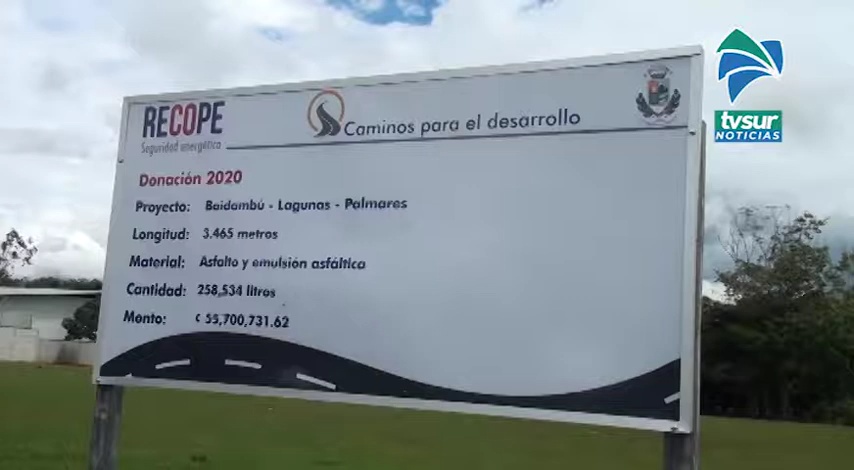 RECOPE
Seguridad energética
Caminos para el desarrollo
tvsur
NOTICIAS
Donación 2020
Proyecto: Baidambú - Lagunas - Palmares
Longitud: 3.465 metros
Material: Asfalto y emulsión asfáltica
Cantidad: 258,534 litros
Monto: ¢ 55,700,731.62